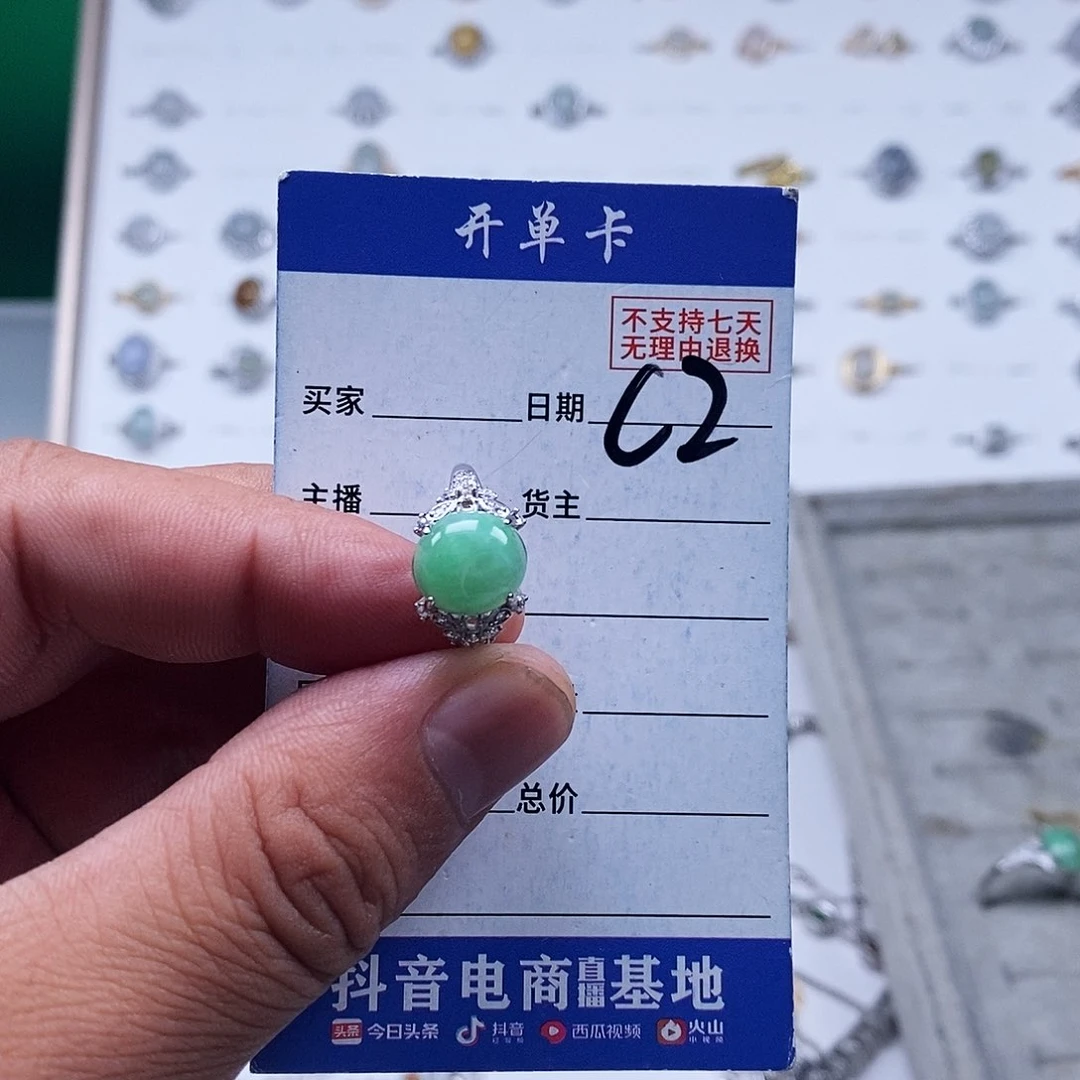 开单卡
不支持七天
无理由退换
买家 日期 62
主播 货主
总价
抖音电商直播基地
头条 今日头条 抖音 西瓜视频 火山